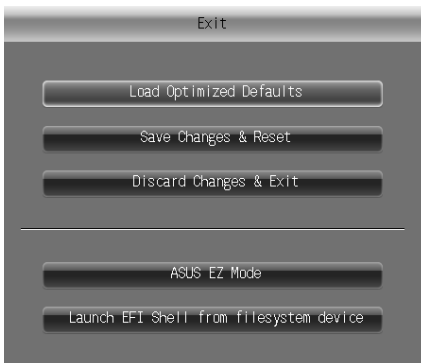 Exit
Load Optimized Defaults
Save Changes & Reset
Discard Changes & Exit
ASUS EZ Mode
Launch EFI Shell from filesystem device